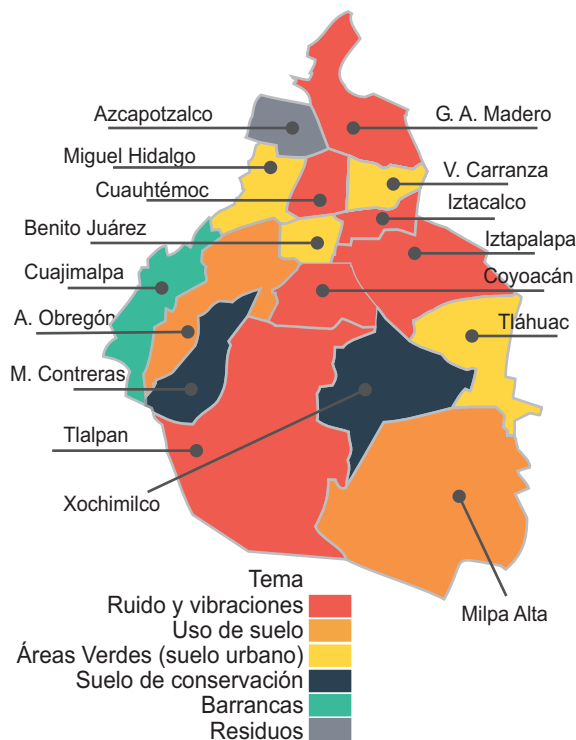 Azcapotzalco
G. A. Madero
Miguel Hidalgo
V. Carranza
Cuauhtémoc
Iztacalco
Benito Juárez
Iztapalapa
Cuajimalpa
Coyoacán
A. Obregón
Tláhuac
M. Contreras
Tlalpan
Xochimilco
Milpa Alta
Tema
Ruido y vibraciones
Uso de suelo
Áreas Verdes (suelo urbano)
Suelo de conservación
Barrancas
Residuos